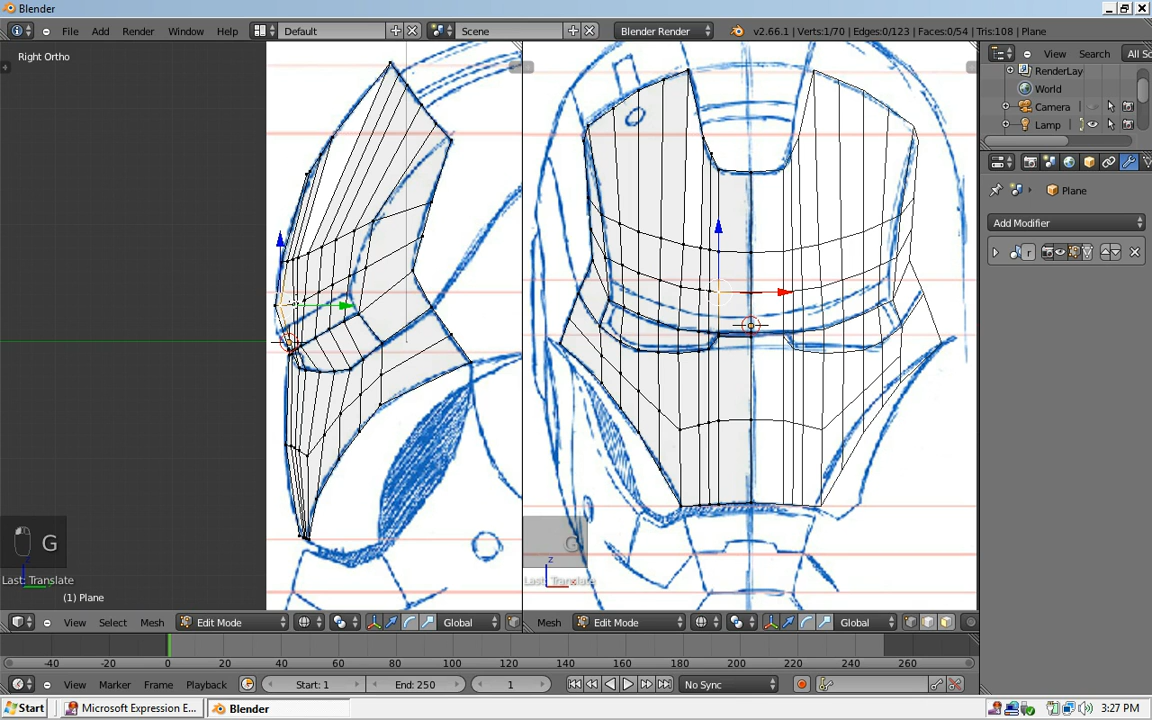 Blender
File Add Render Window Help Default Scene Blender Render v2.66.1 | Verts:1/70 | Edges:0/123 | Faces:0/54 | Tris:108 | Plane
View Search All Sc
Right Ortho
RenderLay
World
Camera
Lamp
Plane
Add Modifier
G
G
Last: Translate
Last: Translate
(1) Plane
z
x
View Select Mesh Edit Mode Global
Mesh Edit Mode Global
-40 -20 0 20 40 60 80 100 120 140 160 180 200 220 240 260
View Marker Frame Playback Start: 1 End: 250 1 No Sync
Start Microsoft Expression E... Blender 3:27 PM